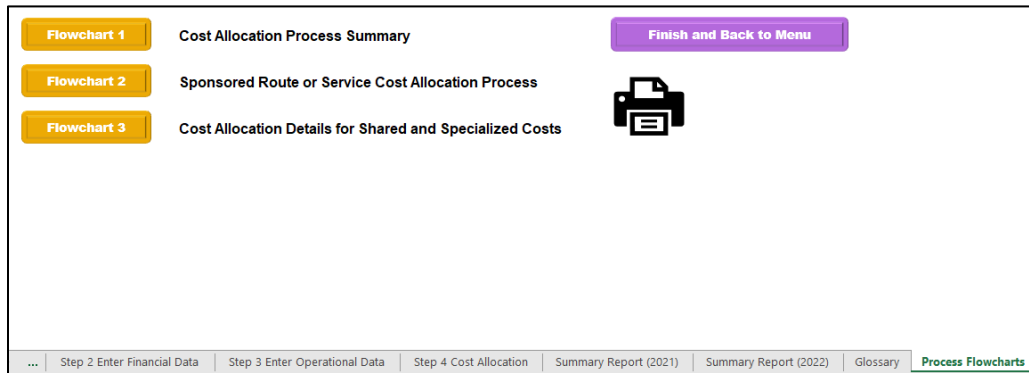 Flowchart 1 Cost Allocation Process Summary Finish and Back to Menu
Flowchart 2 Sponsored Route or Service Cost Allocation Process
Flowchart 3 Cost Allocation Details for Shared and Specialized Costs
... Step 2 Enter Financial Data Step 3 Enter Operational Data Step 4 Cost Allocation Summary Report (2021) Summary Report (2022) Glossary Process Flowcharts